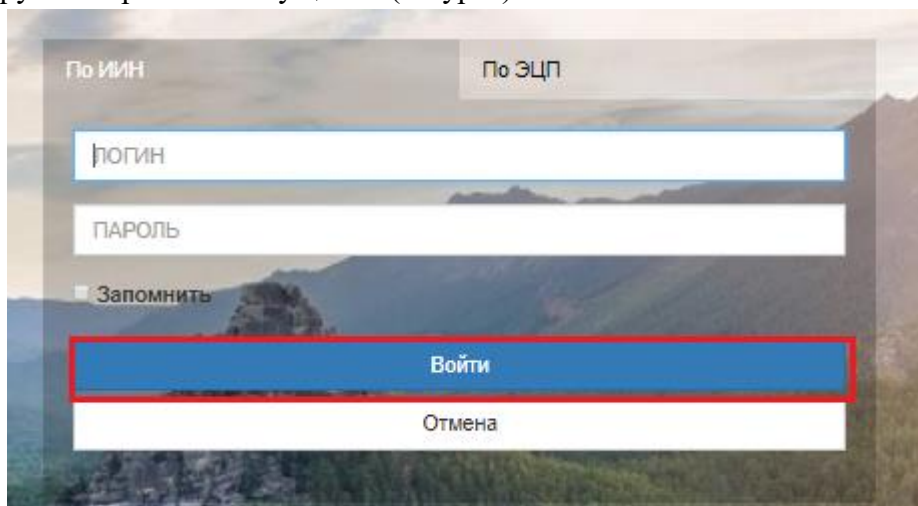 По ИИН
По ЭЦП
ЛОГИН
ПАРОЛЬ
Запомнить
Войти
Отмена